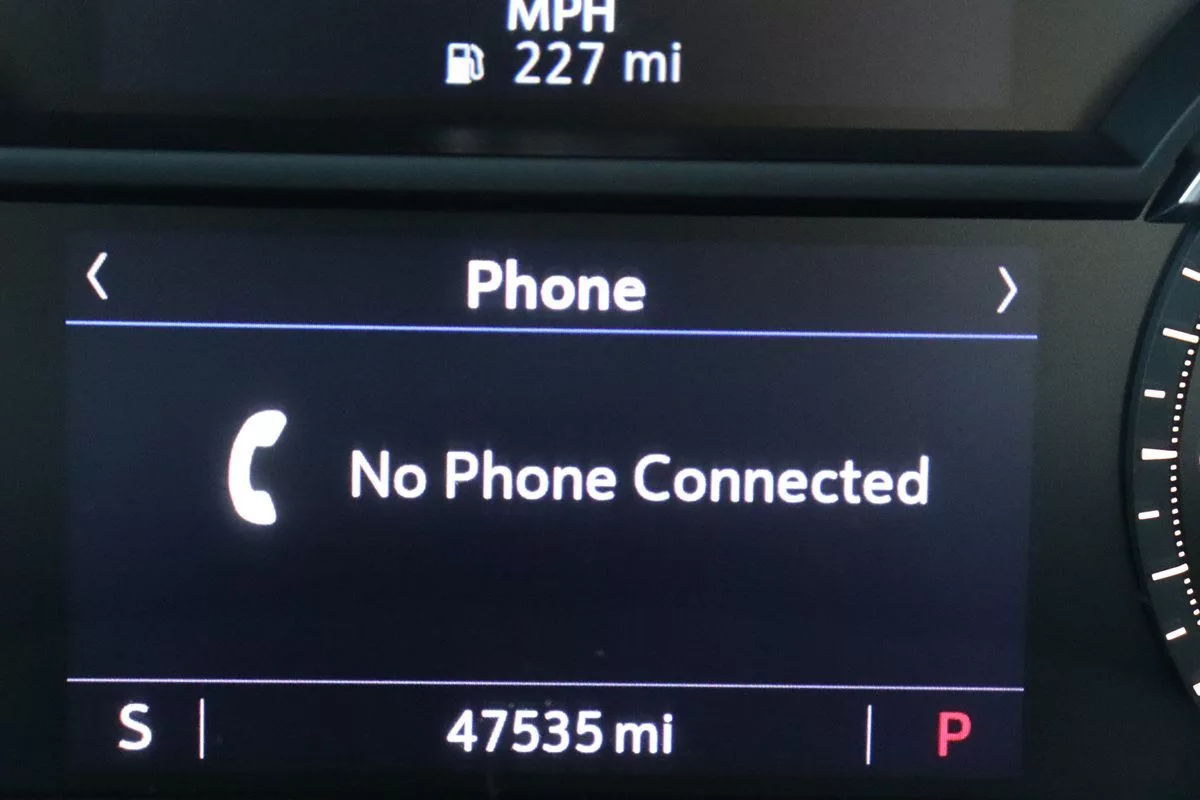 MPH
227 mi
Phone
No Phone Connected
S
47535 mi
P